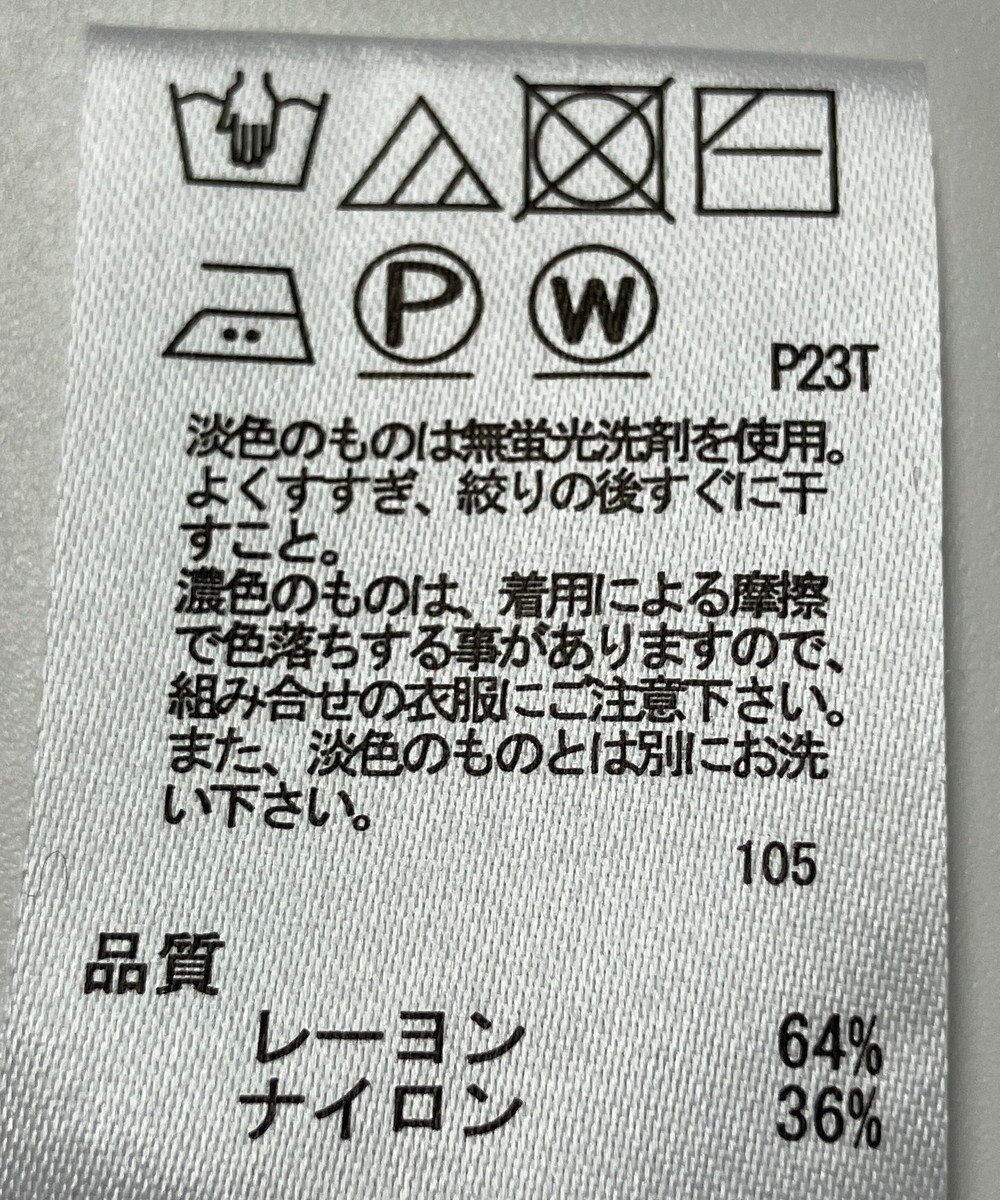 P W
P23T
淡色のものは無蛍光洗剤を使用。
よくすすぎ、絞りの後すぐに干
すこと。
濃色のものは、着用による摩擦
で色落ちする事がありますので、
組み合せの衣服にご注意下さい。
また、淡色のものとは別にお洗
い下さい。
105
品質
レーヨン 64%
ナイロン 36%